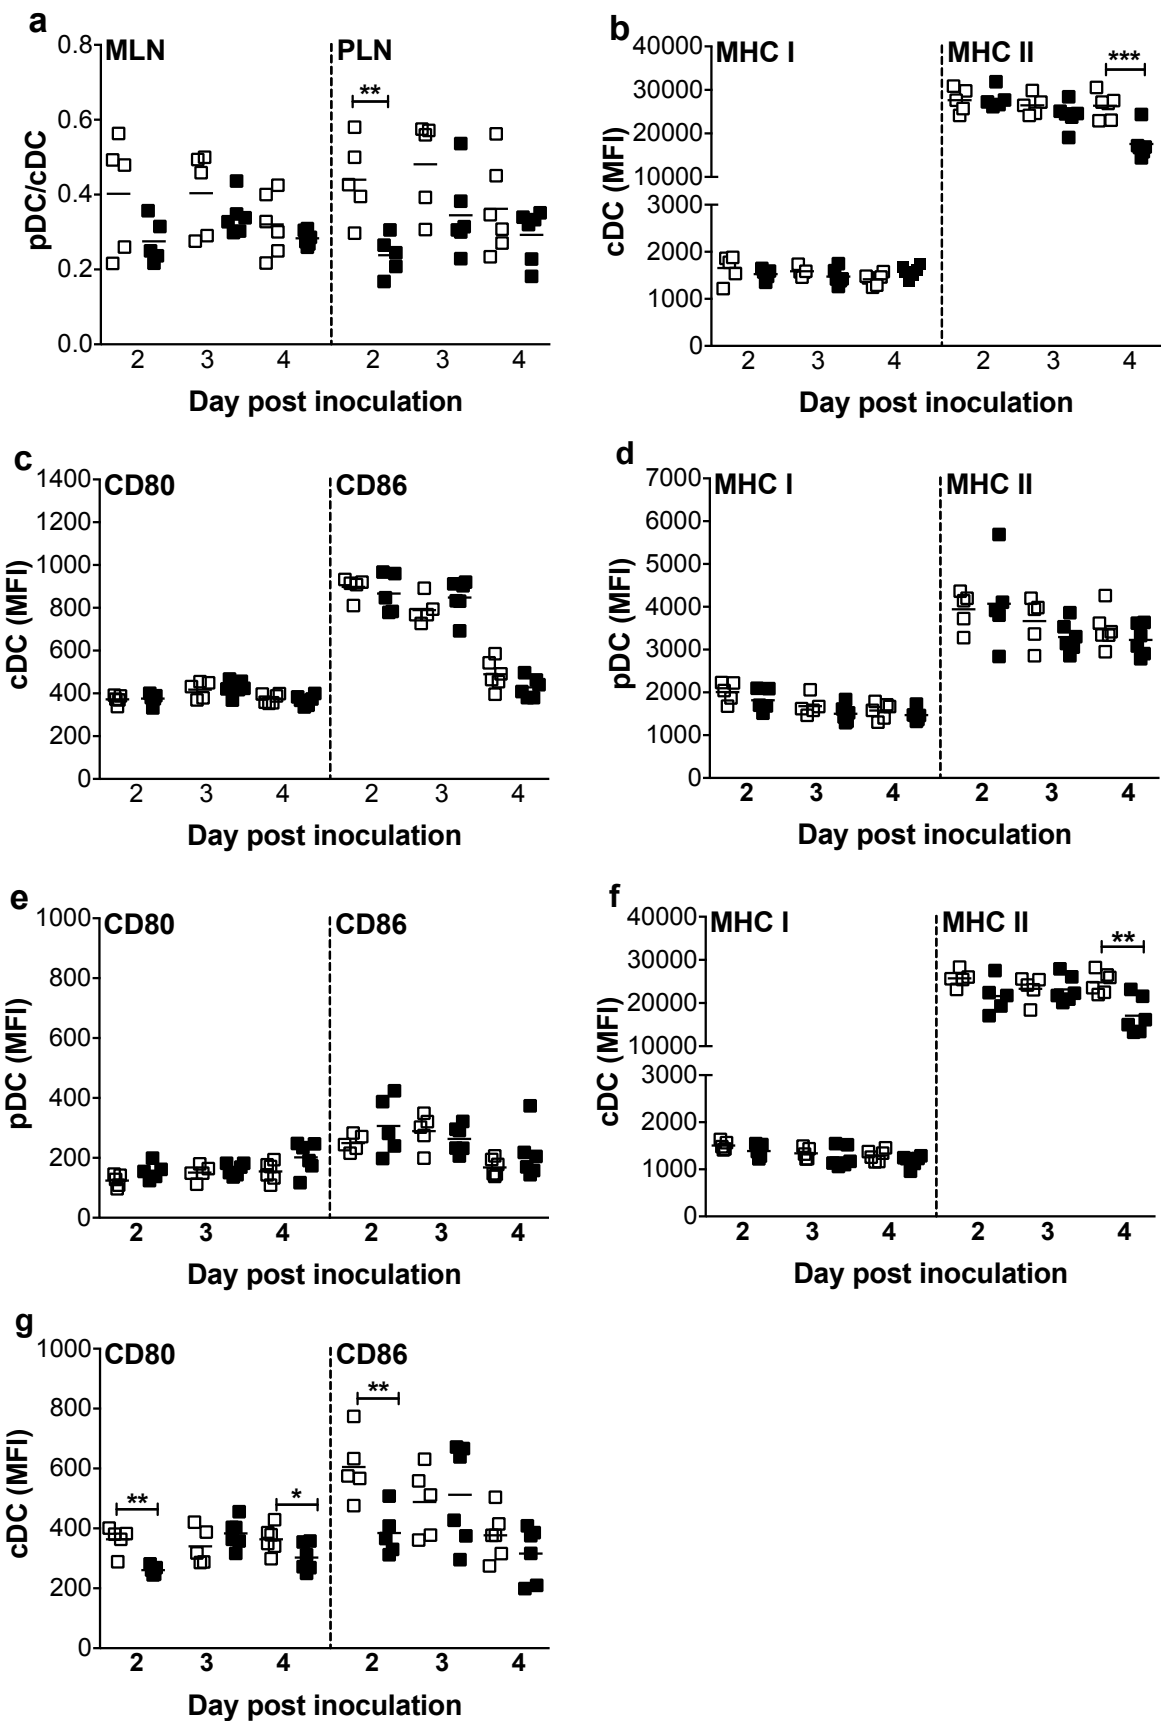 a
MLN PLN
**
pDC/cDC
0.8
0.6
0.4
0.2
0.0
2 3 4 2 3 4
Day post inoculation
b
MHC I MHC II
***
cDC (MFI)
40000
30000
20000
10000
3000
2000
1000
0
2 3 4 2 3 4
Day post inoculation
c
CD80 CD86
cDC (MFI)
1400
1200
1000
800
600
400
200
0
2 3 4 2 3 4
Day post inoculation
d
MHC I MHC II
pDC (MFI)
7000
6000
5000
4000
3000
2000
1000
0
2 3 4 2 3 4
Day post inoculation
e
CD80 CD86
pDC (MFI)
1000
800
600
400
200
0
2 3 4 2 3 4
Day post inoculation
f
MHC I MHC II
**
cDC (MFI)
40000
30000
20000
10000
3000
2000
1000
0
2 3 4 2 3 4
Day post inoculation
g
CD80 CD86
** * **
cDC (MFI)
1000
800
600
400
200
0
2 3 4 2 3 4
Day post inoculation